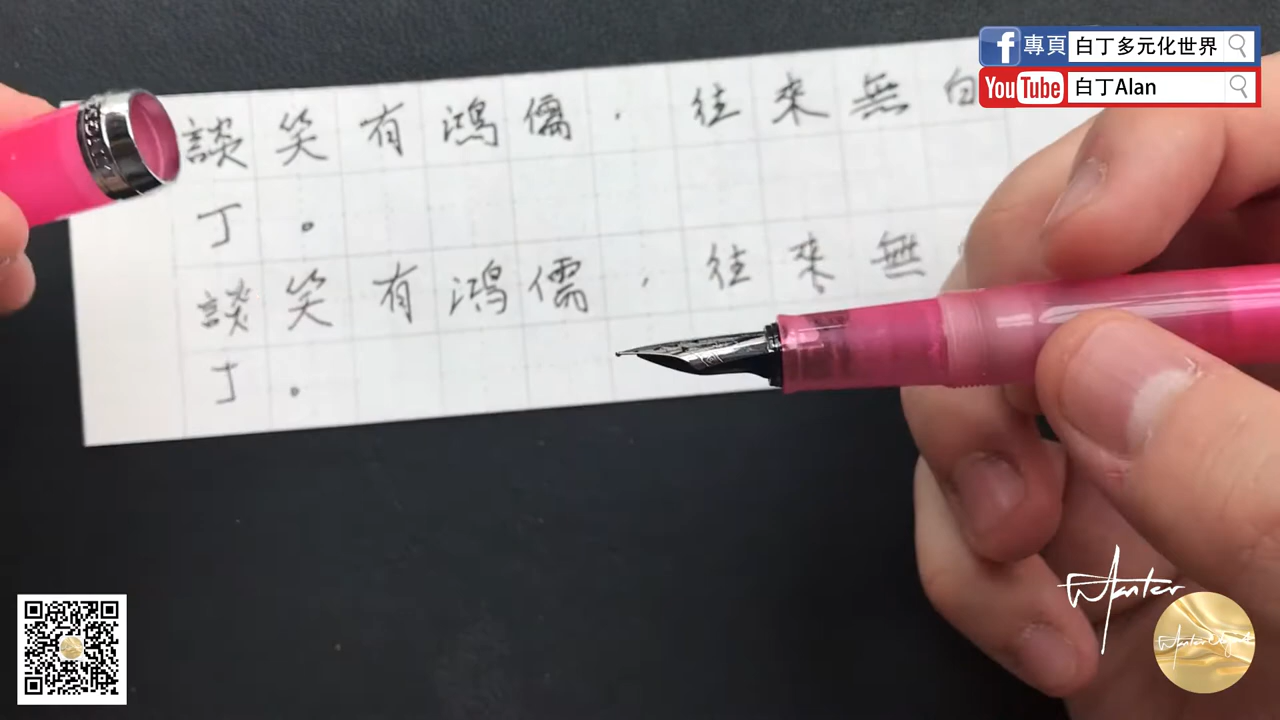 專頁 白丁多元化世界
YouTube 白丁Alan
談笑有鴻儒，往來無白
丁。
談笑有鴻儒，往來無
丁。
Wanter